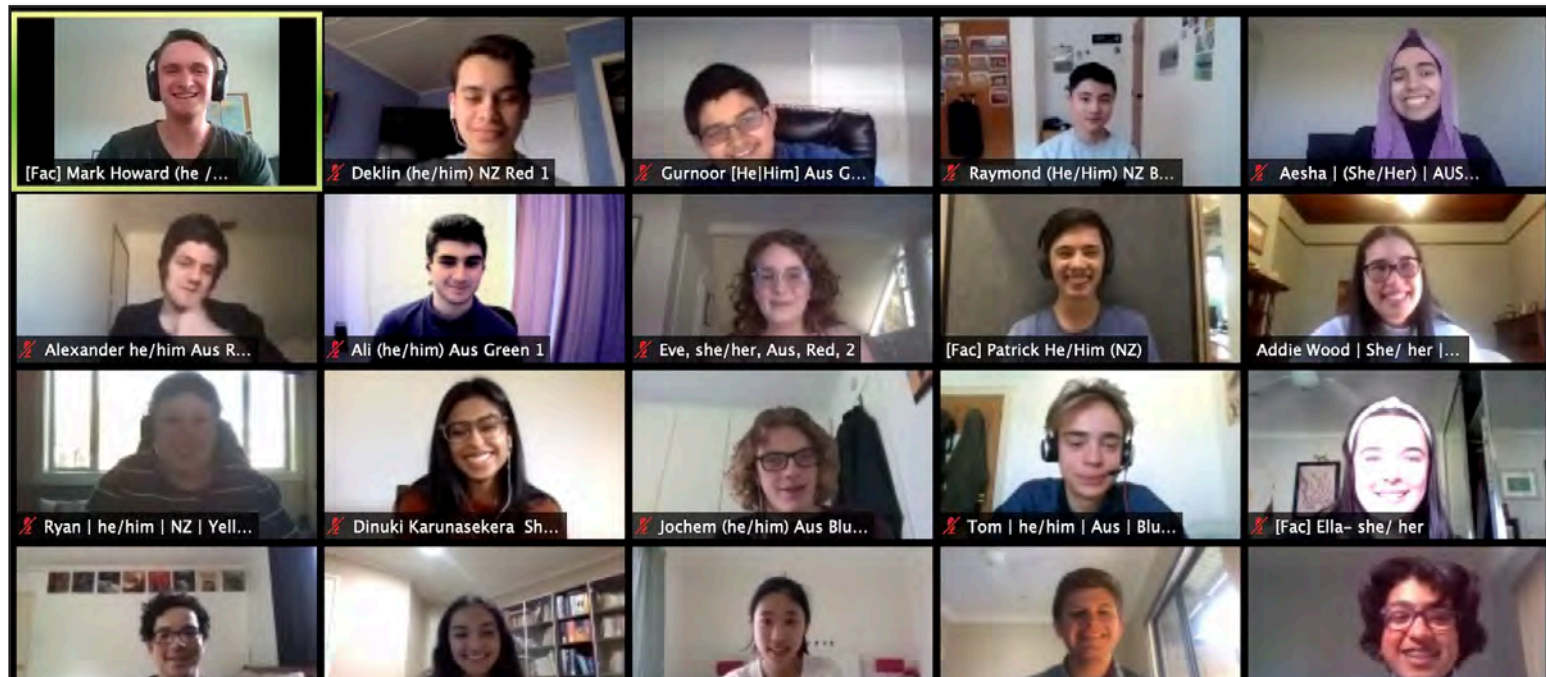 [Fac] Mark Howard (he /...
Deklin (he/him) NZ Red 1
Gurnoor [He|Him] Aus G...
Raymond (He/Him) NZ B...
Aesha | (She/Her) | AUS...
Alexander he/him Aus R...
Ali (he/him) Aus Green 1
Eve, she/her, Aus, Red, 2
[Fac] Patrick He/Him (NZ)
Addie Wood | She/ her |...
Ryan | he/him | NZ | Yell...
Dinuki Karunasekera  Sh...
Jochem (he/him) Aus Blu...
Tom | he/him | Aus | Blu...
[Fac] Ella– she/ her